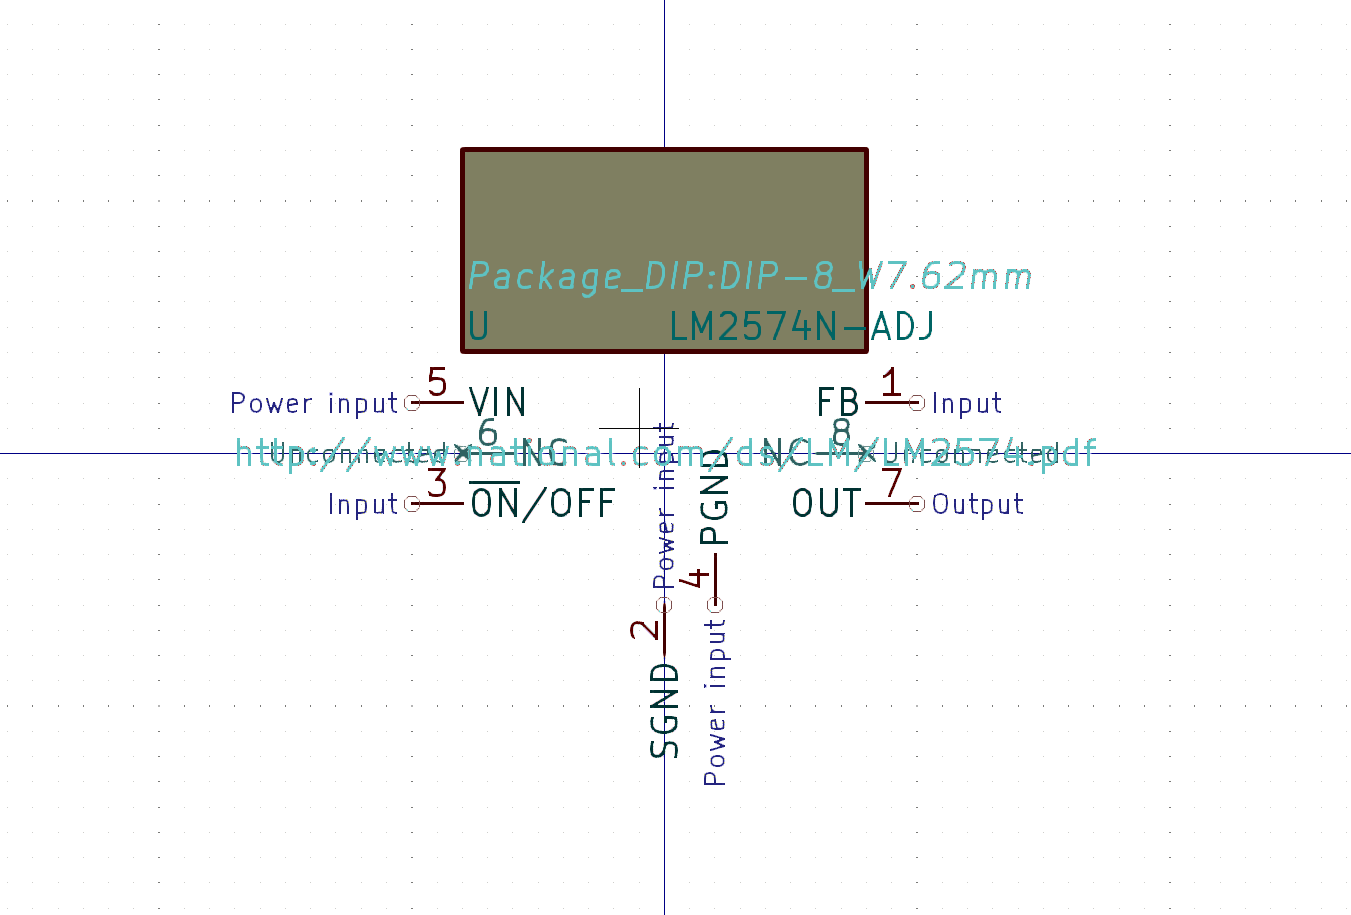 Package_DIP:DIP-8_W7.62mm
U LM2574N-ADJ
Power input 5 VIN FB 1 Input
Unconnected 6 NC NC 8 Unconnected
http://www.national.com/ds/LM/LM2574.pdf
Input 3 ON/OFF OUT 7 Output
Power input
2
SGND
PGND
4
Power input